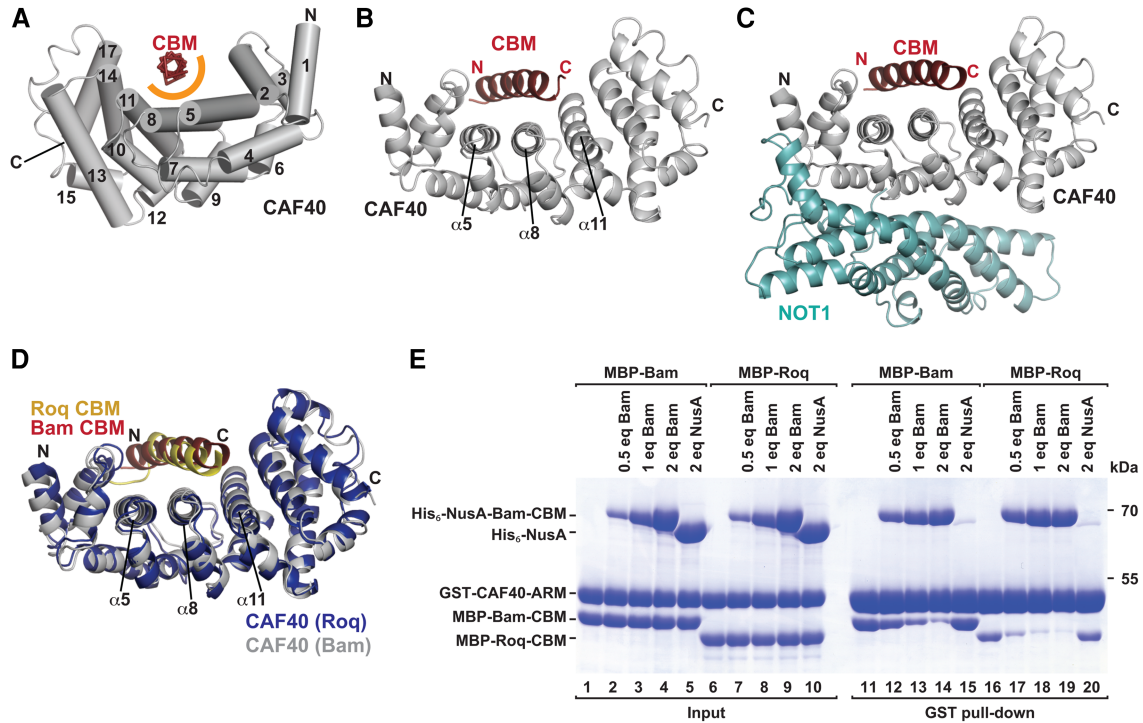 A
CBM
N
17
14
11
8
5
3
2
1
10
7
4
6
C
13
15
12
9
CAF40
B
CBM
N
N
C
C
CAF40
α5
α8
α11
C
CBM
N
N
C
C
CAF40
NOT1
D
Roq CBM
Bam CBM
N
N
C
C
α5
α8
α11
CAF40 (Roq)
CAF40 (Bam)
E
MBP-Bam MBP-Roq MBP-Bam MBP-Roq
0.5 eq Bam 1 eq Bam 2 eq Bam 2 eq NusA 0.5 eq Bam 1 eq Bam 2 eq Bam 2 eq NusA 0.5 eq Bam 1 eq Bam 2 eq Bam 2 eq NusA 0.5 eq Bam 1 eq Bam 2 eq Bam 2 eq NusA
kDa
His₆-NusA-Bam-CBM 70
His₆-NusA
55
GST-CAF40-ARM
MBP-Bam-CBM
MBP-Roq-CBM
40
1 2 3 4 5 6 7 8 9 10 11 12 13 14 15 16 17 18 19 20
Input GST pull-down